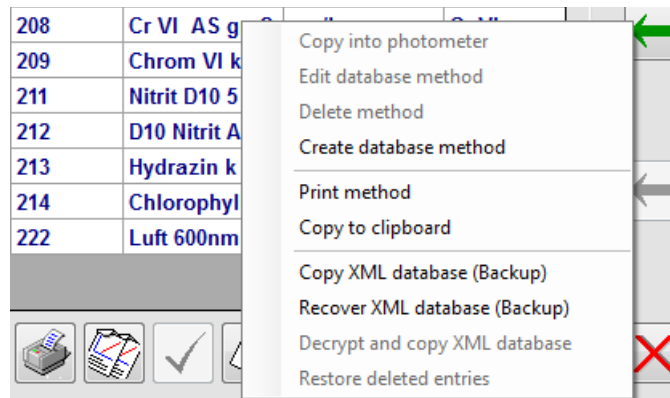 208 Cr VI AS g
209 Chrom VI k
211 Nitrit D10 5
212 D10 Nitrit A
213 Hydrazin k
214 Chlorophyl
222 Luft 600nm
Copy into photometer
Edit database method
Delete method
Create database method
Print method
Copy to clipboard
Copy XML database (Backup)
Recover XML database (Backup)
Decrypt and copy XML database
Restore deleted entries